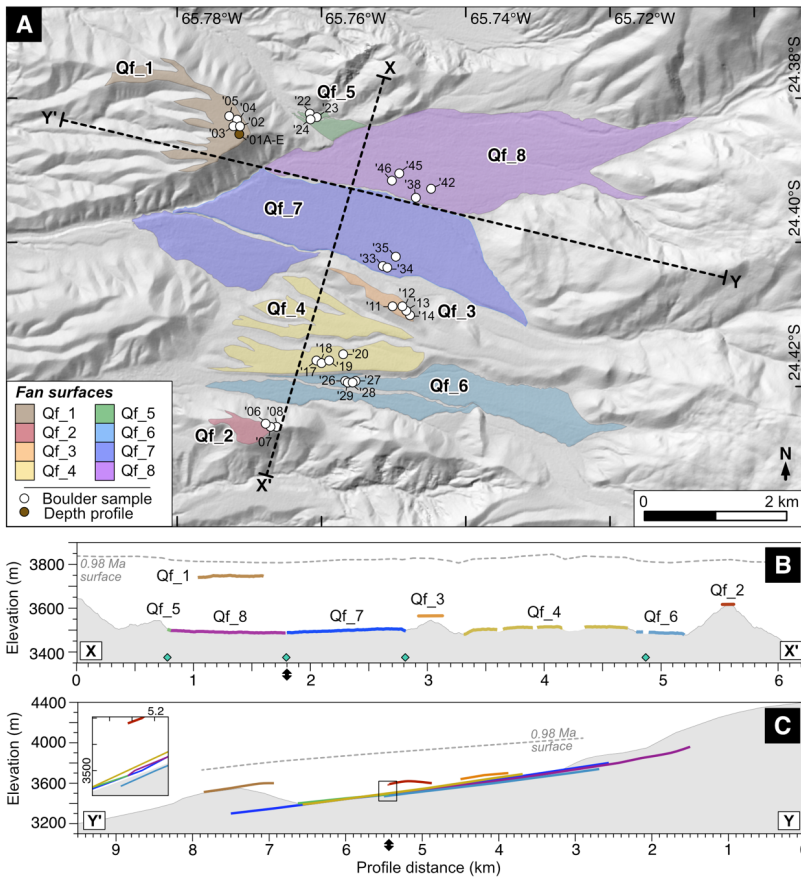 A
65.78°W
65.76°W
65.74°W
65.72°W
24.38°S
24.40°S
24.42°S
Qf_1
Qf_5
X
Y'
'05
'04
'03
'02
'01A-E
'22
'23
'24
Qf_8
'46
'45
'38
'42
Qf_7
'35
'33
'34
Y
'12
'11
'13
'14
Qf_3
Qf_4
'18
'20
'17
'19
'26
'27
'29
'28
Qf_6
'06
'08
'07
Qf_2
X'
Fan surfaces
Qf_1
Qf_2
Qf_3
Qf_4
Qf_5
Qf_6
Qf_7
Qf_8
Boulder sample
Depth profile
N
0 2 km
B
Elevation (m)
3800
3600
3400
0.98 Ma
surface
Qf_1
Qf_5
Qf_8
Qf_7
Qf_3
Qf_4
Qf_6
Qf_2
X
X'
0 1 2 3 4 5 6
C
Elevation (m)
4400
4000
3600
3200
5.2
3500
0.98 Ma
surface
Y'
Y
9 8 7 6 5 4 3 2 1 0
Profile distance (km)